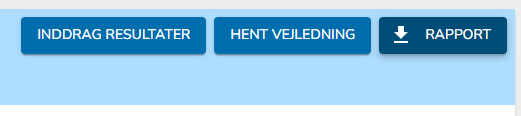 INDDRAG RESULTATER HENT VEJLEDNING RAPPORT